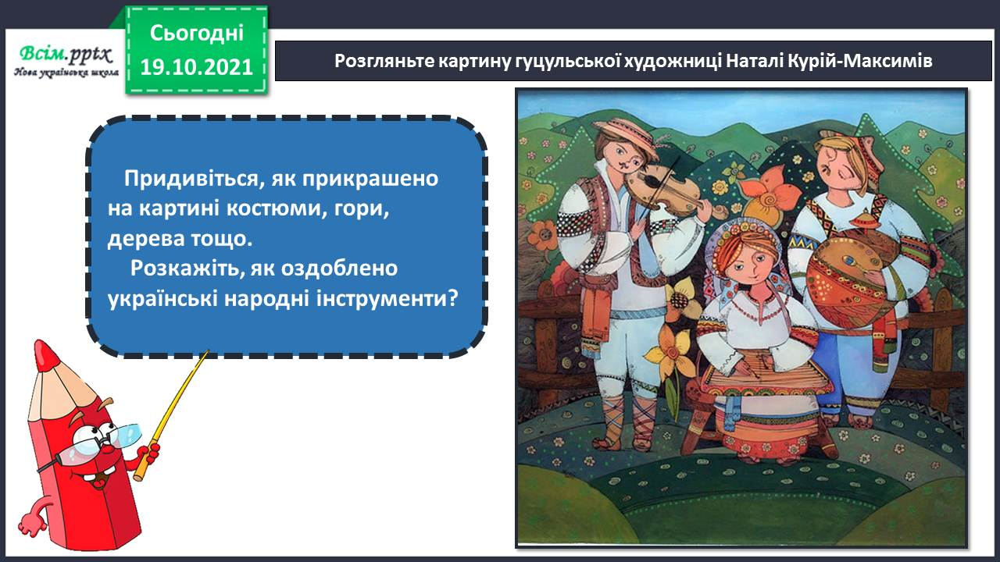 Всім.pptx
Нова українська школа
Сьогодні
19.10.2021
Розгляньте картину гуцульської художниці Наталі Курій-Максимів
Придивіться, як прикрашено
на картині костюми, гори,
дерева тощо.
Розкажіть, як оздоблено
українські народні інструменти?